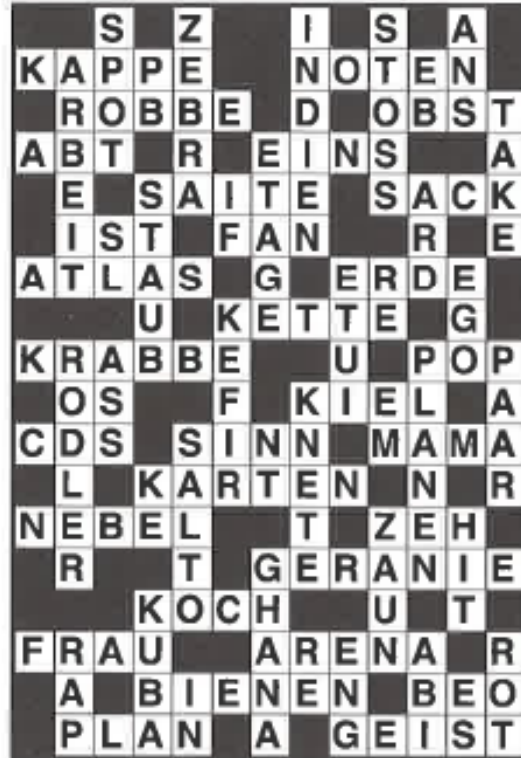 S Z I S A
KAPPE NOTEN
ROBBE D OBST
ABT R EINS A
E SAITE SACK
I IST FAN R E
ATLAS G ERDE
U KETTE G
KRABBE U POP
OS F KIEL A
CDS SINN MAMA
L KARTEN N R
NEBEL T ZEH
R T GERANIE
KOCH U T
FRAU ARENA R
A BIENEN BEO
PLAN A GEIST